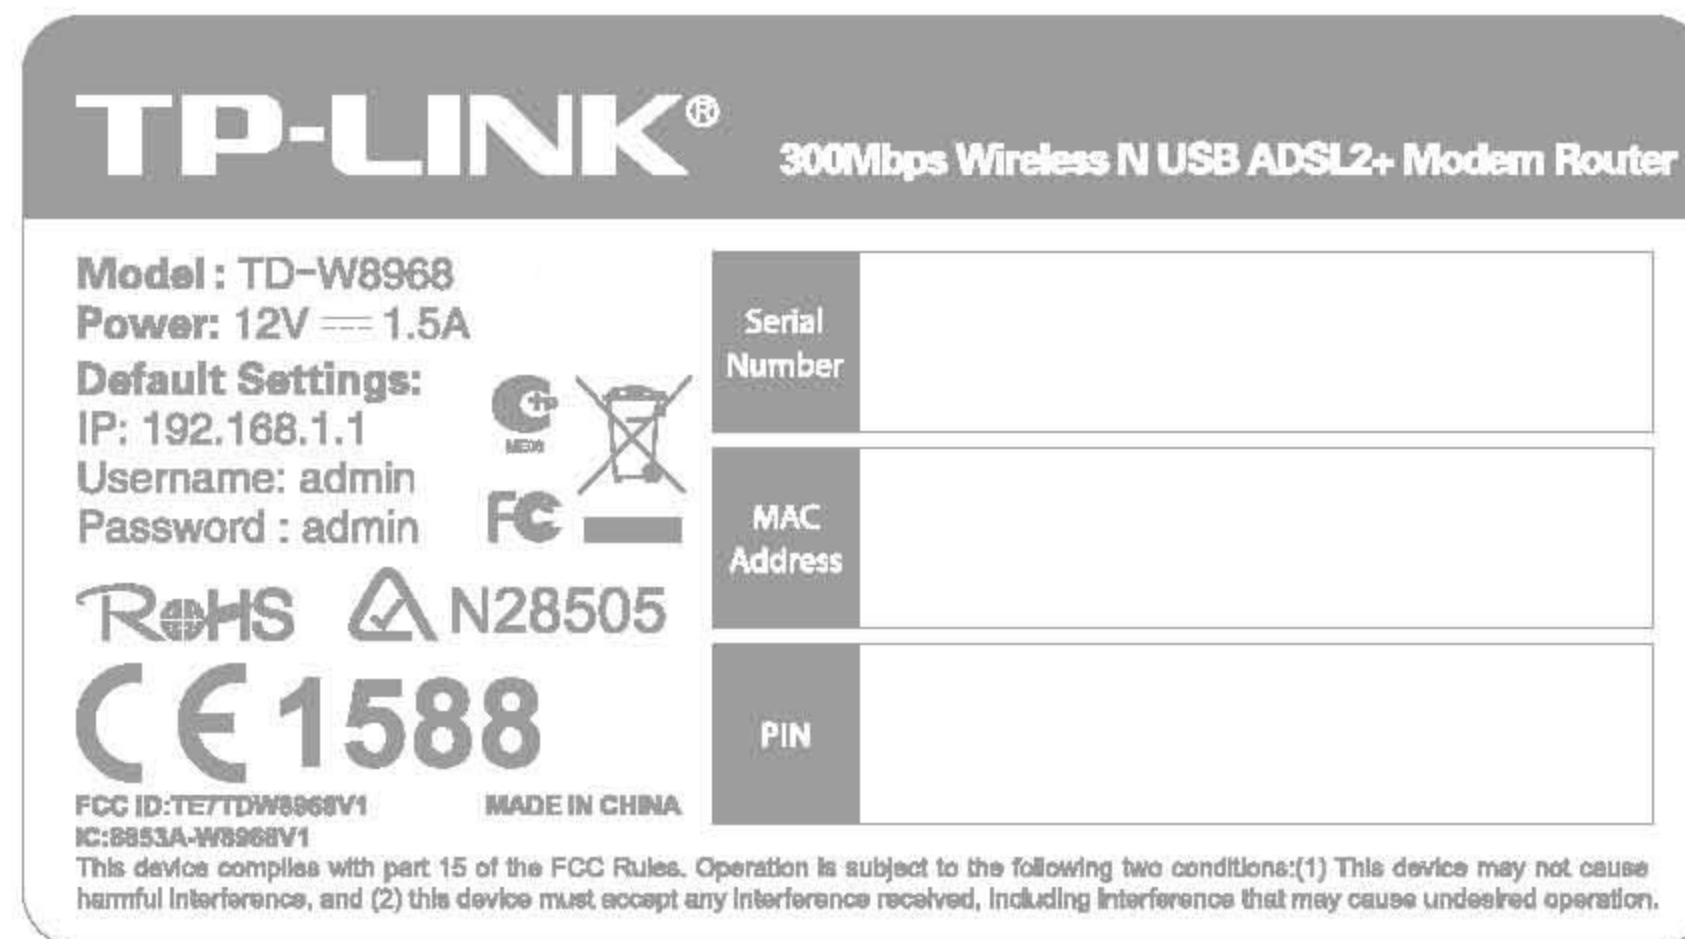 TP-LINK®
300Mbps Wireless N USB ADSL2+ Modem Router
Model : TD-W8968
Power: 12V 1.5A
Default Settings:
IP: 192.168.1.1
Username: admin
Password : admin
FC
RoHS N28505
CE 1588
FCC ID:TE7TDW8968V1 MADE IN CHINA
IC:8853A-W8968V1
Serial
Number
MAC
Address
PIN
This device complies with part 15 of the FCC Rules. Operation is subject to the following two conditions:(1) This device may not cause
harmful interference, and (2) this device must accept any interference received, including interference that may cause undesired operation.